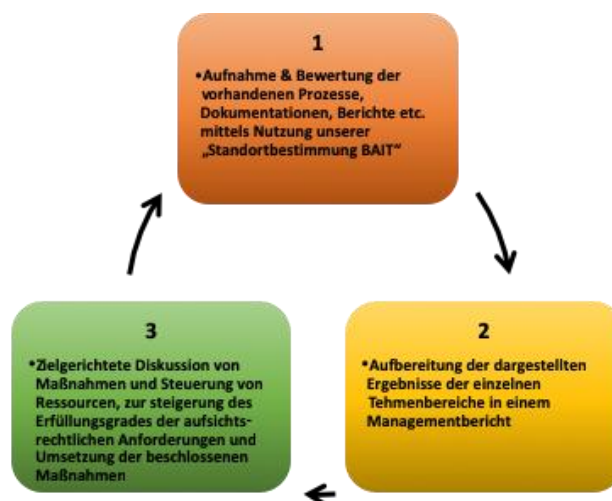 1
•Aufnahme & Bewertung der
vorhandenen Prozesse,
Dokumentationen, Berichte etc.
mittels Nutzung unserer
„Standortbestimmung BAIT“
2
•Aufbereitung der dargestellten
Ergebnisse der einzelnen
Tehmenbereiche in einem
Managementbericht
3
•Zielgerichtete Diskussion von
Maßnahmen und Steuerung von
Ressourcen, zur steigerung des
Erfüllungsgrades der aufsichts-
rechtlichen Anforderungen und
Umsetzung der beschlossenen
Maßnahmen